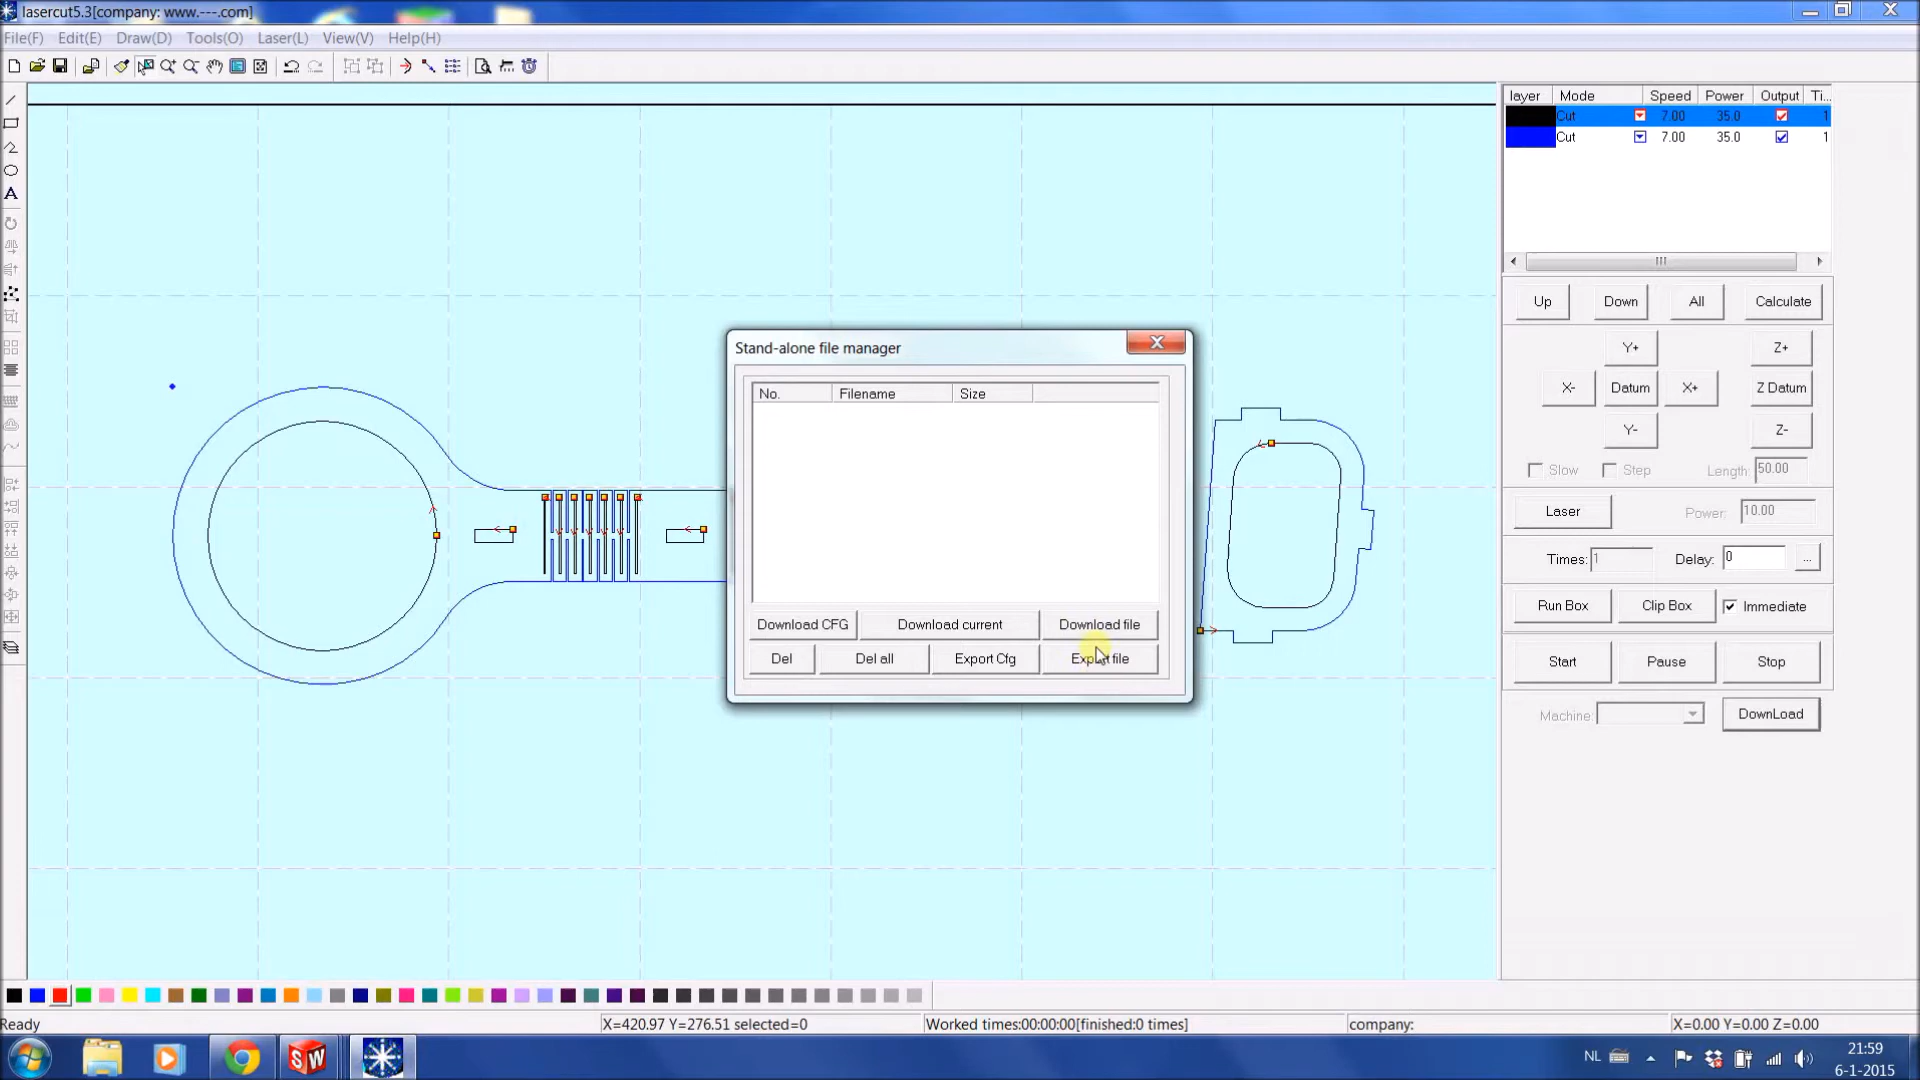 lasercut5.3[company: www.---.com]
File(F) Edit(E) Draw(D) Tools(O) Laser(L) View(V) Help(H)
layer Mode Speed Power Output Ti...
Cut 7.00 35.0 1
Cut 7.00 35.0 1
Up Down All Calculate
Y+ Z+
X- Datum X+ Z Datum
Y- Z-
Slow Step Length: 50.00
Laser Power: 10.00
Times: 1 Delay: 0 ...
Run Box Clip Box Immediate
Start Pause Stop
Machine: DownLoad
Stand-alone file manager
No. Filename Size
Download CFG Download current Download file
Del Del all Export Cfg Export file
A
Ready X=420.97 Y=276.51 selected=0 Worked times:00:00:00[finished:0 times] company: X=0.00 Y=0.00 Z=0.00
SW NL 21:59
6-1-2015